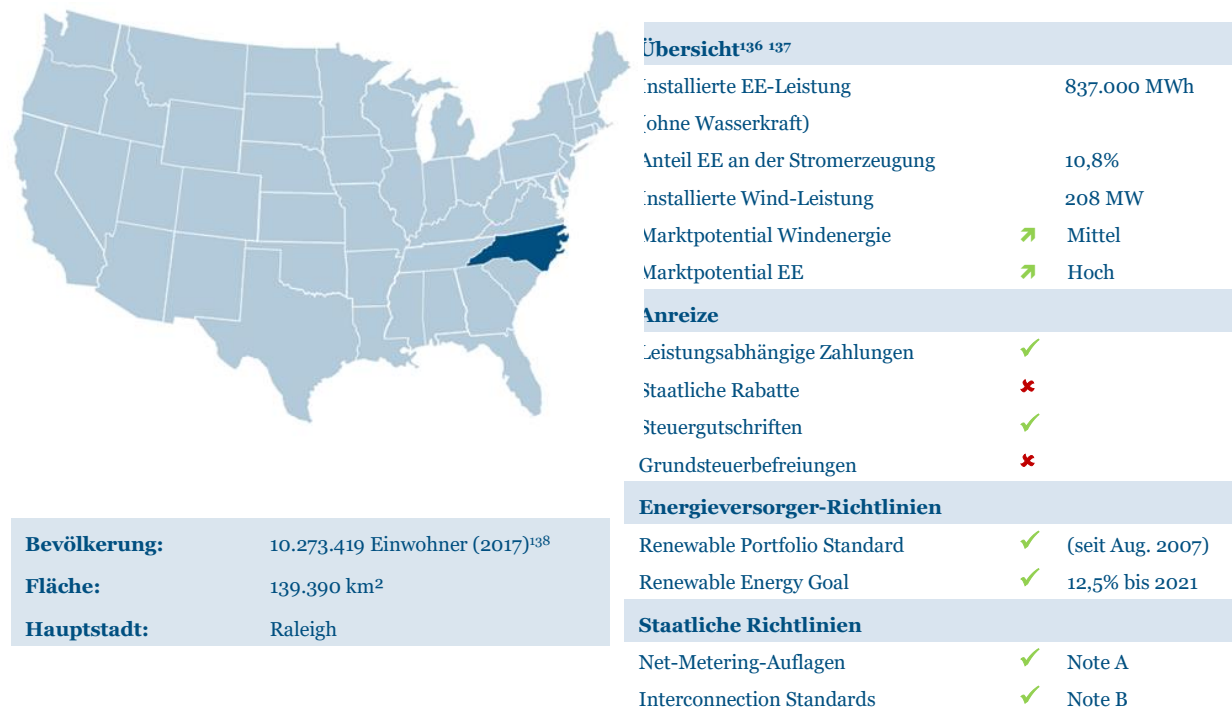 Übersicht¹³⁶ ¹³⁷
Installierte EE-Leistung 837.000 MWh
(ohne Wasserkraft)
Anteil EE an der Stromerzeugung 10,8%
Installierte Wind-Leistung 208 MW
Marktpotential Windenergie Mittel
Marktpotential EE Hoch
Anreize
Leistungsabhängige Zahlungen ✓
Staatliche Rabatte ✘
Steuergutschriften ✓
Grundsteuerbefreiungen ✘
Energieversorger-Richtlinien
Renewable Portfolio Standard ✓ (seit Aug. 2007)
Renewable Energy Goal ✓ 12,5% bis 2021
Staatliche Richtlinien
Net-Metering-Auflagen ✓ Note A
Interconnection Standards ✓ Note B
Bevölkerung: 10.273.419 Einwohner (2017)¹³⁸
Fläche: 139.390 km²
Hauptstadt: Raleigh